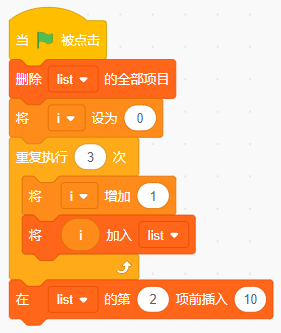 当 被点击
删除 list 的全部项目
将 i 设为 0
重复执行 3 次
将 i 增加 1
将 i 加入 list
在 list 的第 2 项前插入 10